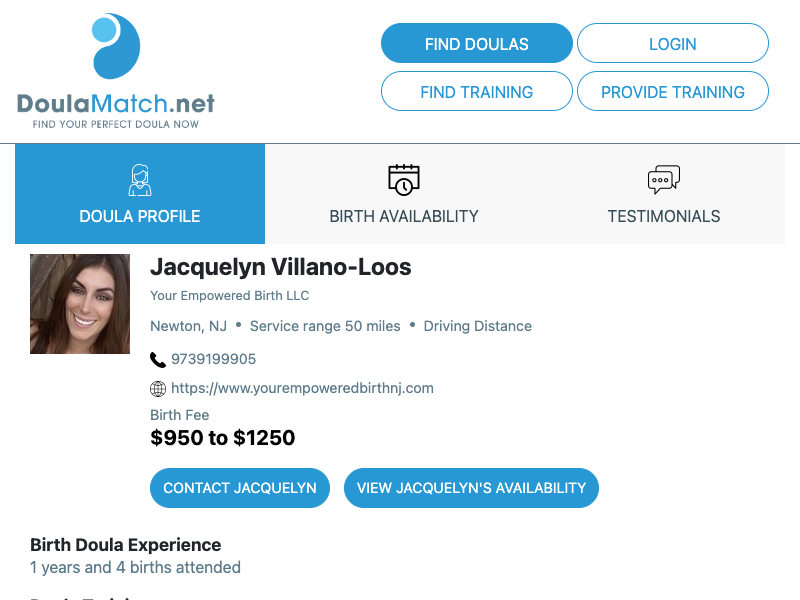 DoulaMatch.net
FIND YOUR PERFECT DOULA NOW
FIND DOULAS
LOGIN
FIND TRAINING
PROVIDE TRAINING
DOULA PROFILE
BIRTH AVAILABILITY
TESTIMONIALS
Jacquelyn Villano-Loos
Your Empowered Birth LLC
Newton, NJ • Service range 50 miles • Driving Distance
9739199905
https://www.yourempoweredbirthnj.com
Birth Fee
$950 to $1250
CONTACT JACQUELYN
VIEW JACQUELYN'S AVAILABILITY
Birth Doula Experience
1 years and 4 births attended